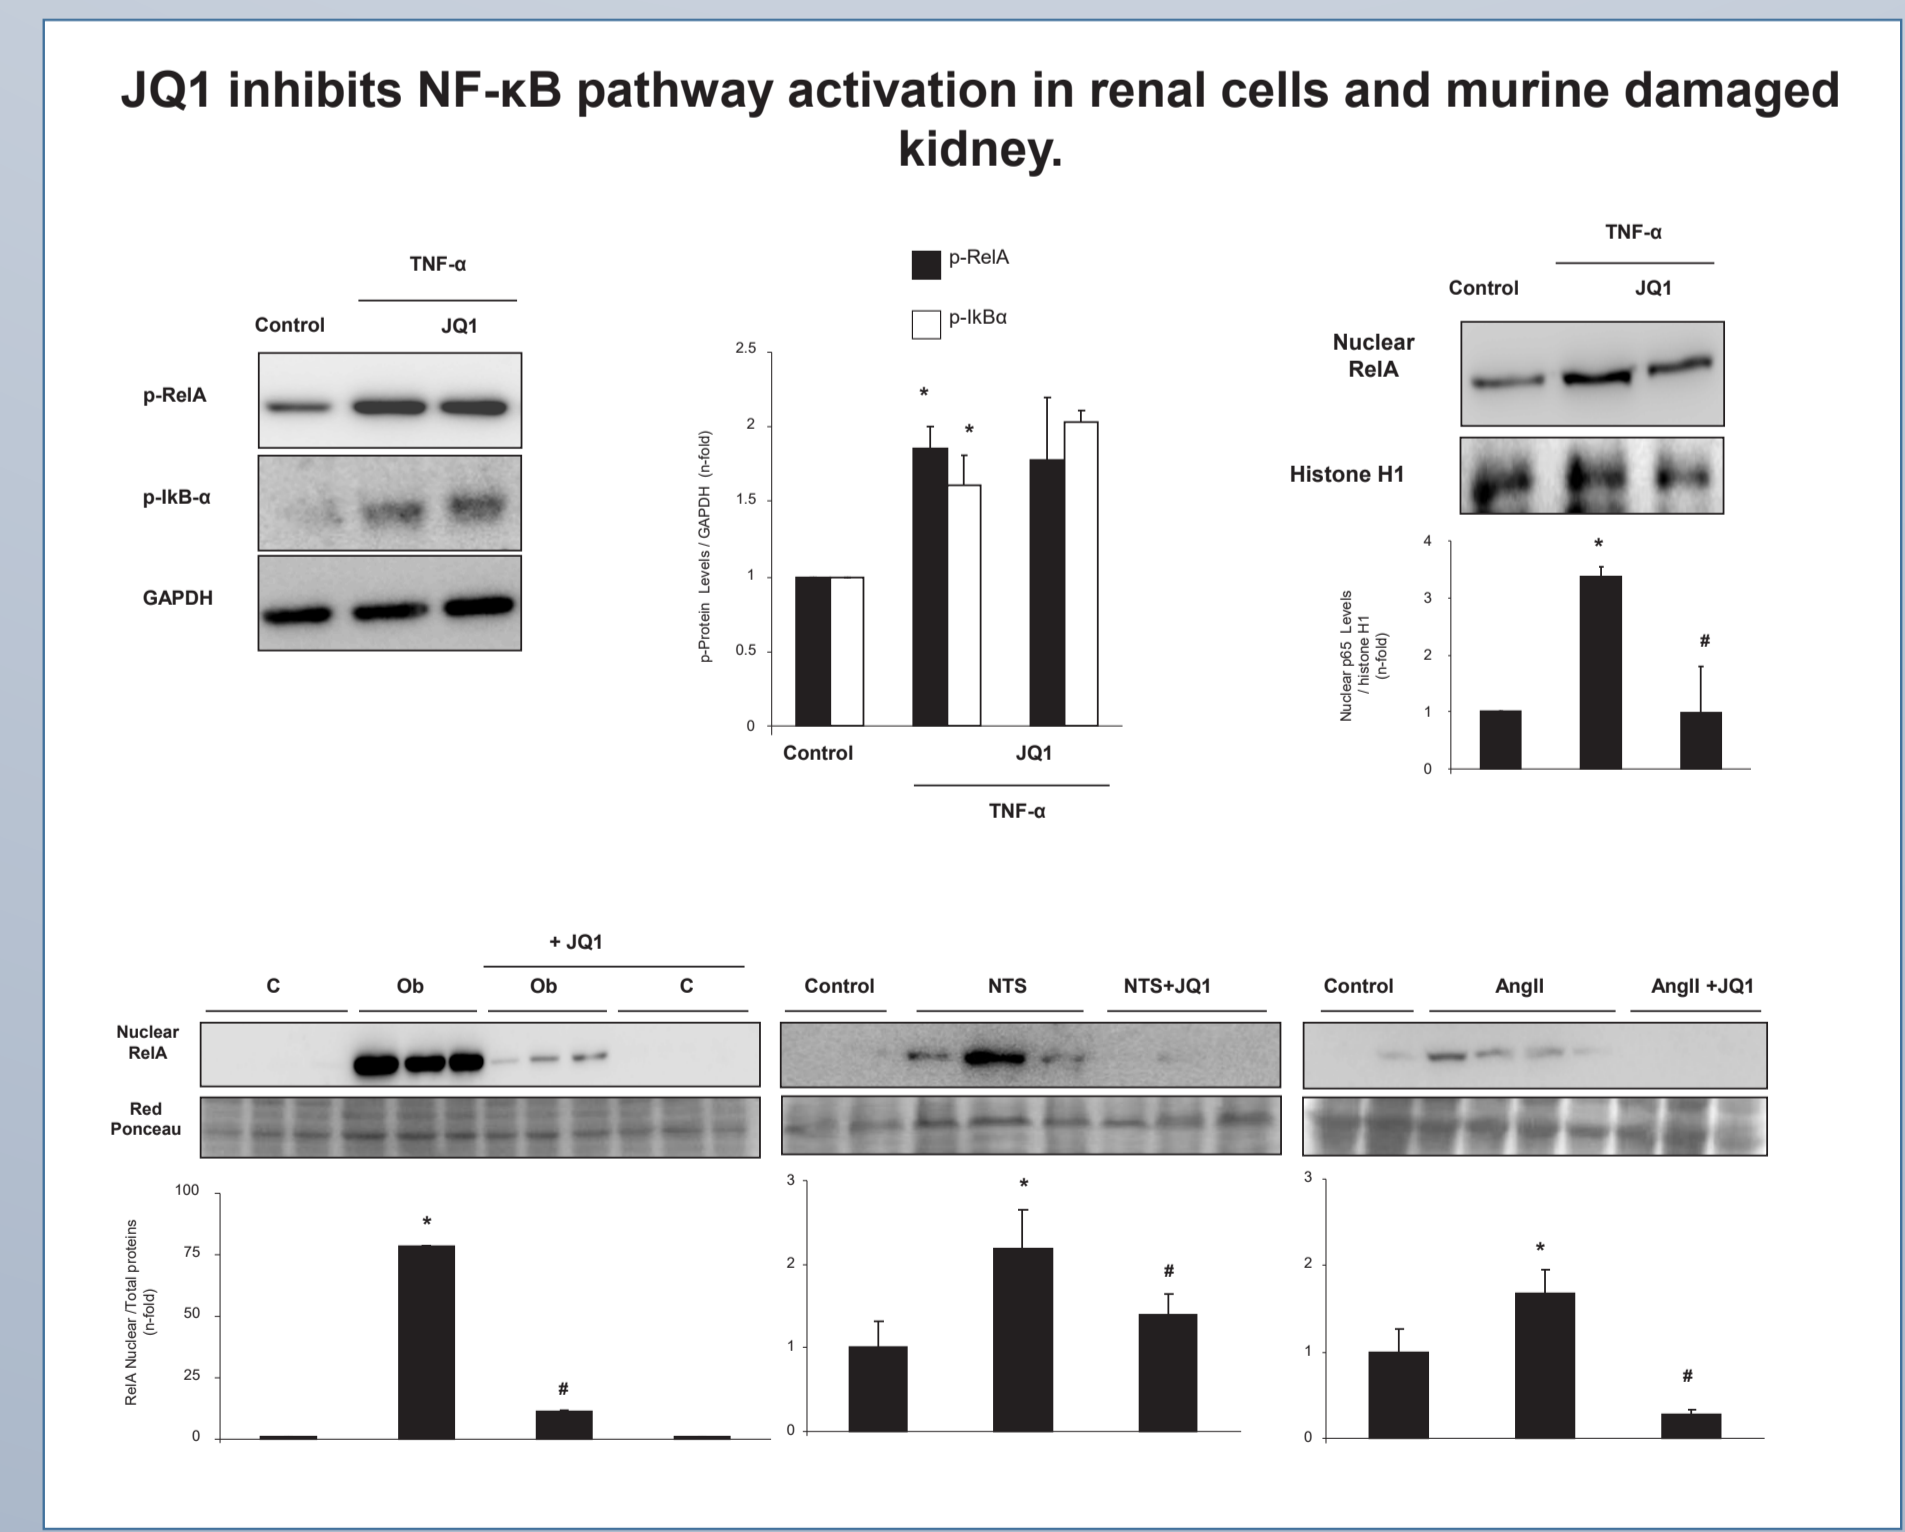 JQ1 inhibits NF-κB pathway activation in renal cells and murine damaged
kidney.
TNF-α
Control JQ1
p-RelA
p-IkB-α
GAPDH
p-RelA
p-IkBα
p-Protein Levels / GAPDH (n-fold)
2.5
2
1.5
1
0.5
0
* *
Control JQ1
TNF-α
TNF-α
Control JQ1
Nuclear
RelA
Histone H1
Nuclear p65 Levels
/ histone H1
(n-fold)
4
3
2
1
0
*
#
+ JQ1
C Ob Ob C
Nuclear
RelA
Red
Ponceau
RelA Nuclear /Total proteins
(n-fold)
100
75
50
25
0
*
#
Control NTS NTS+JQ1
3
2
1
0
*
#
Control AngII AngII +JQ1
3
2
1
0
*
#